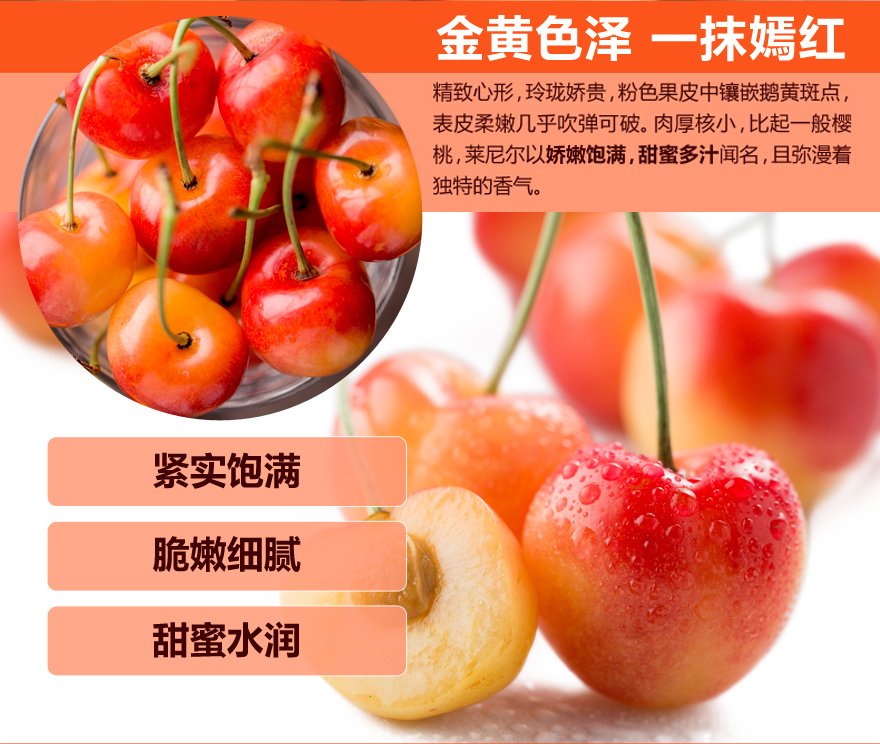 金黄色泽 一抹嫣红
精致心形,玲珑娇贵,粉色果皮中镶嵌鹅黄斑点,
表皮柔嫩几乎吹弹可破。肉厚核小,比起一般樱
桃,莱尼尔以娇嫩饱满,甜蜜多汁闻名,且弥漫着
独特的香气。
紧实饱满
脆嫩细腻
甜蜜水润